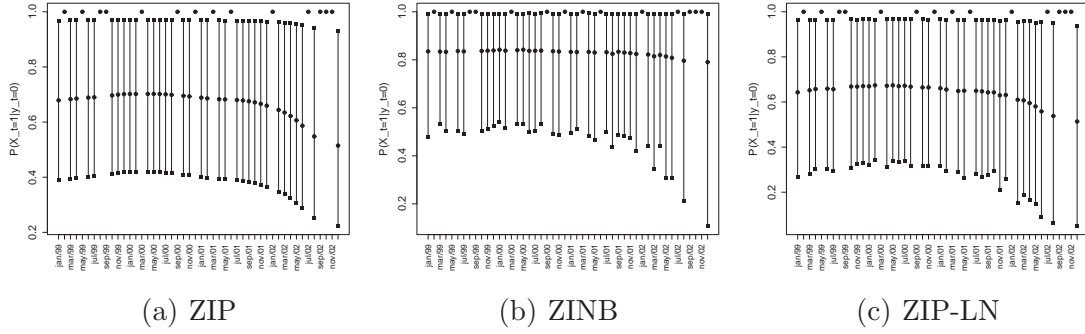 P(X_t=1|y_t=0)
1.0
0.8
0.6
0.4
0.2
jan/99 mar/99 may/99 jul/99 sep/99 nov/99 jan/00 mar/00 may/00 jul/00 sep/00 nov/00 jan/01 mar/01 may/01 jul/01 sep/01 nov/01 jan/02 mar/02 may/02 jul/02 sep/02 nov/02
(a) ZIP
P(X_t=1|y_t=0)
1.0
0.8
0.6
0.4
0.2
jan/99 mar/99 may/99 jul/99 sep/99 nov/99 jan/00 mar/00 may/00 jul/00 sep/00 nov/00 jan/01 mar/01 may/01 jul/01 sep/01 nov/01 jan/02 mar/02 may/02 jul/02 sep/02 nov/02
(b) ZINB
P(X_t=1|y_t=0)
1.0
0.8
0.6
0.4
0.2
jan/99 mar/99 may/99 jul/99 sep/99 nov/99 jan/00 mar/00 may/00 jul/00 sep/00 nov/00 jan/01 mar/01 may/01 jul/01 sep/01 nov/01 jan/02 mar/02 may/02 jul/02 sep/02 nov/02
(c) ZIP-LN